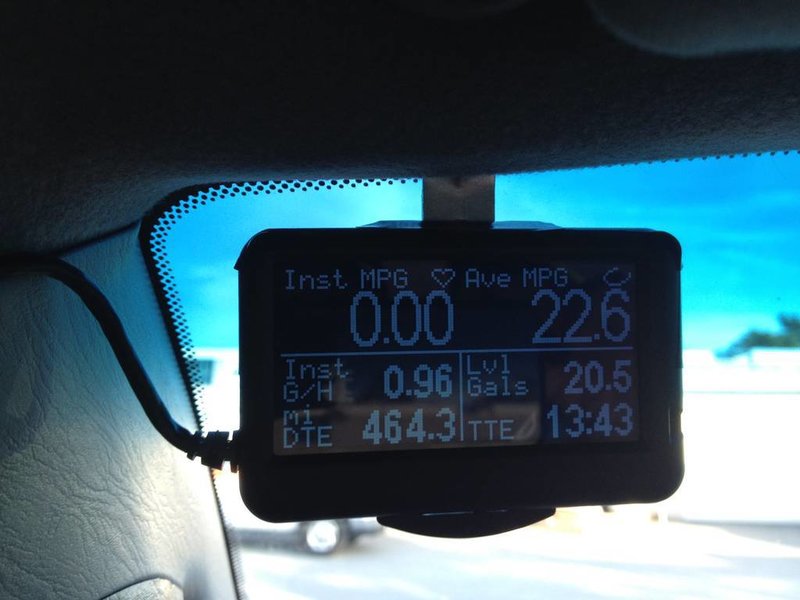 Inst MPG ♡ Ave MPG
0.00 22.6
Inst G/H 0.96
Lvl Gals 20.5
mi DTE 464.3
TTE 13:43